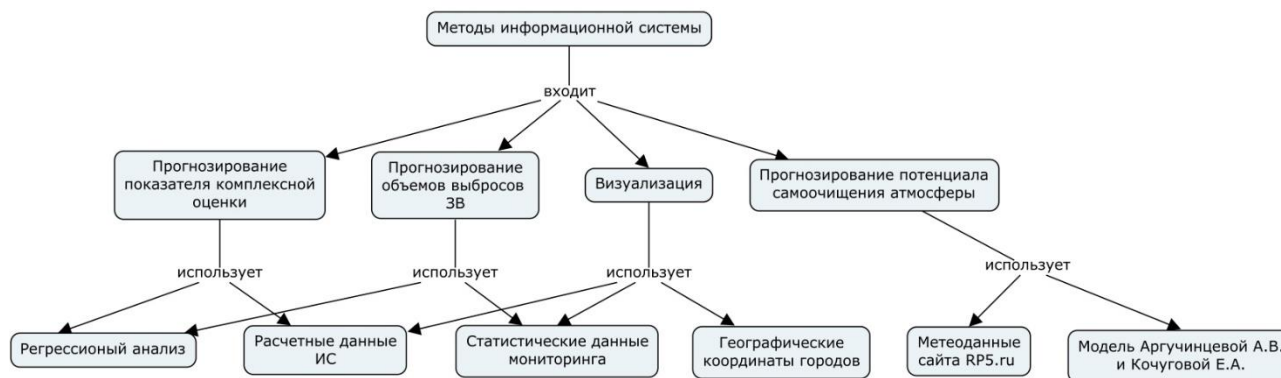 Методы информационной системы
входит
Прогнозирование
показателя комплексной
оценки
Прогнозирование
объемов выбросов
ЗВ
Визуализация
Прогнозирование потенциала
самоочищения атмосферы
использует
использует
использует
использует
Регрессионый анализ
Расчетные данные
ИС
Статистические данные
мониторинга
Географические
координаты городов
Метеоданные
сайта RP5.ru
Модель Аргучинцевой А.В.
и Кочуговой Е.А.